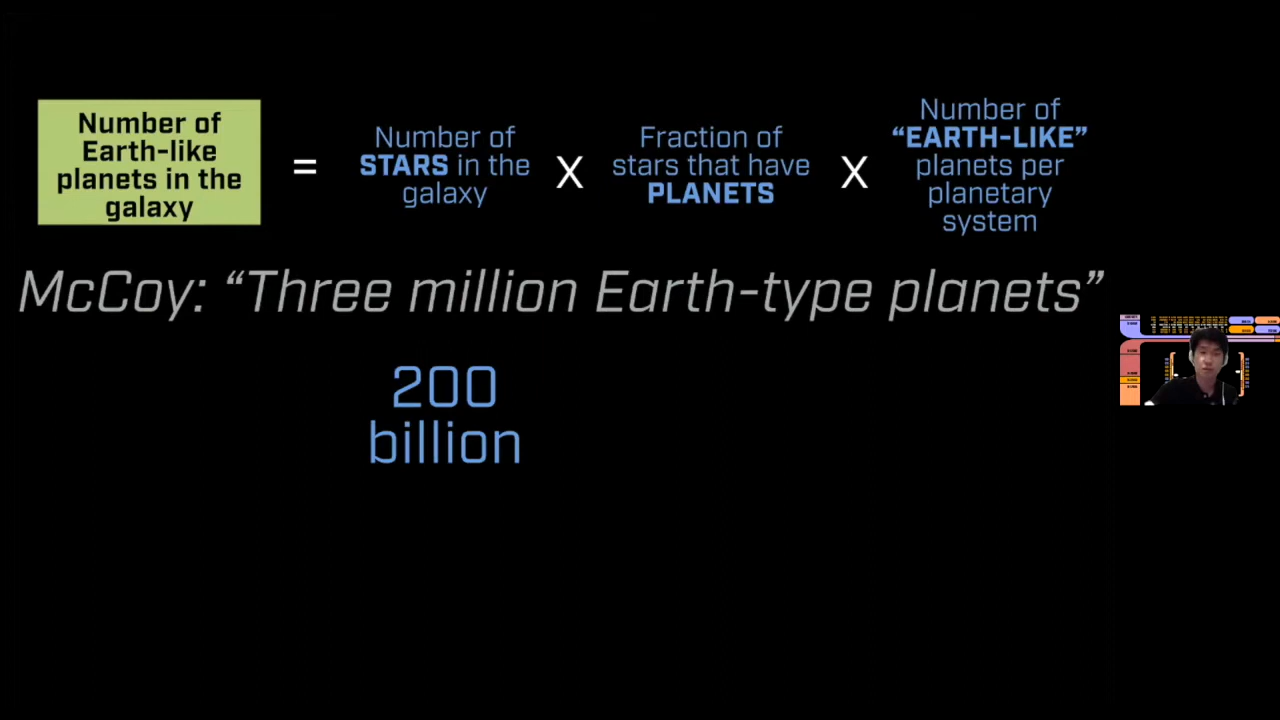 Number of
Earth-like
planets in the
galaxy
=
Number of
STARS in the
galaxy
X
Fraction of
stars that have
PLANETS
X
Number of
“EARTH-LIKE”
planets per
planetary
system
McCoy: “Three million Earth-type planets”
200
billion